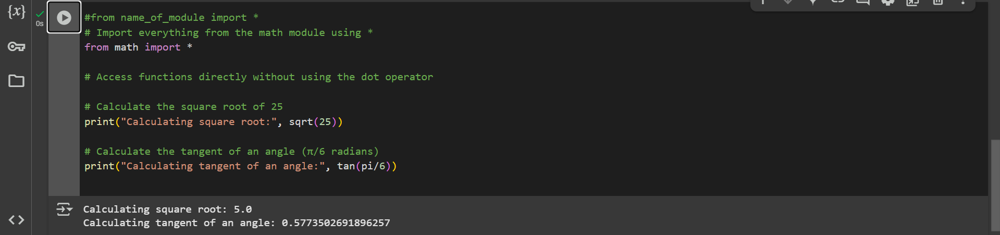 {x}
0s
#from name_of_module import *
# Import everything from the math module using *
from math import *
# Access functions directly without using the dot operator
# Calculate the square root of 25
print("Calculating square root:", sqrt(25))
# Calculate the tangent of an angle (π/6 radians)
print("Calculating tangent of an angle:", tan(pi/6))
Calculating square root: 5.0
Calculating tangent of an angle: 0.5773502691896257